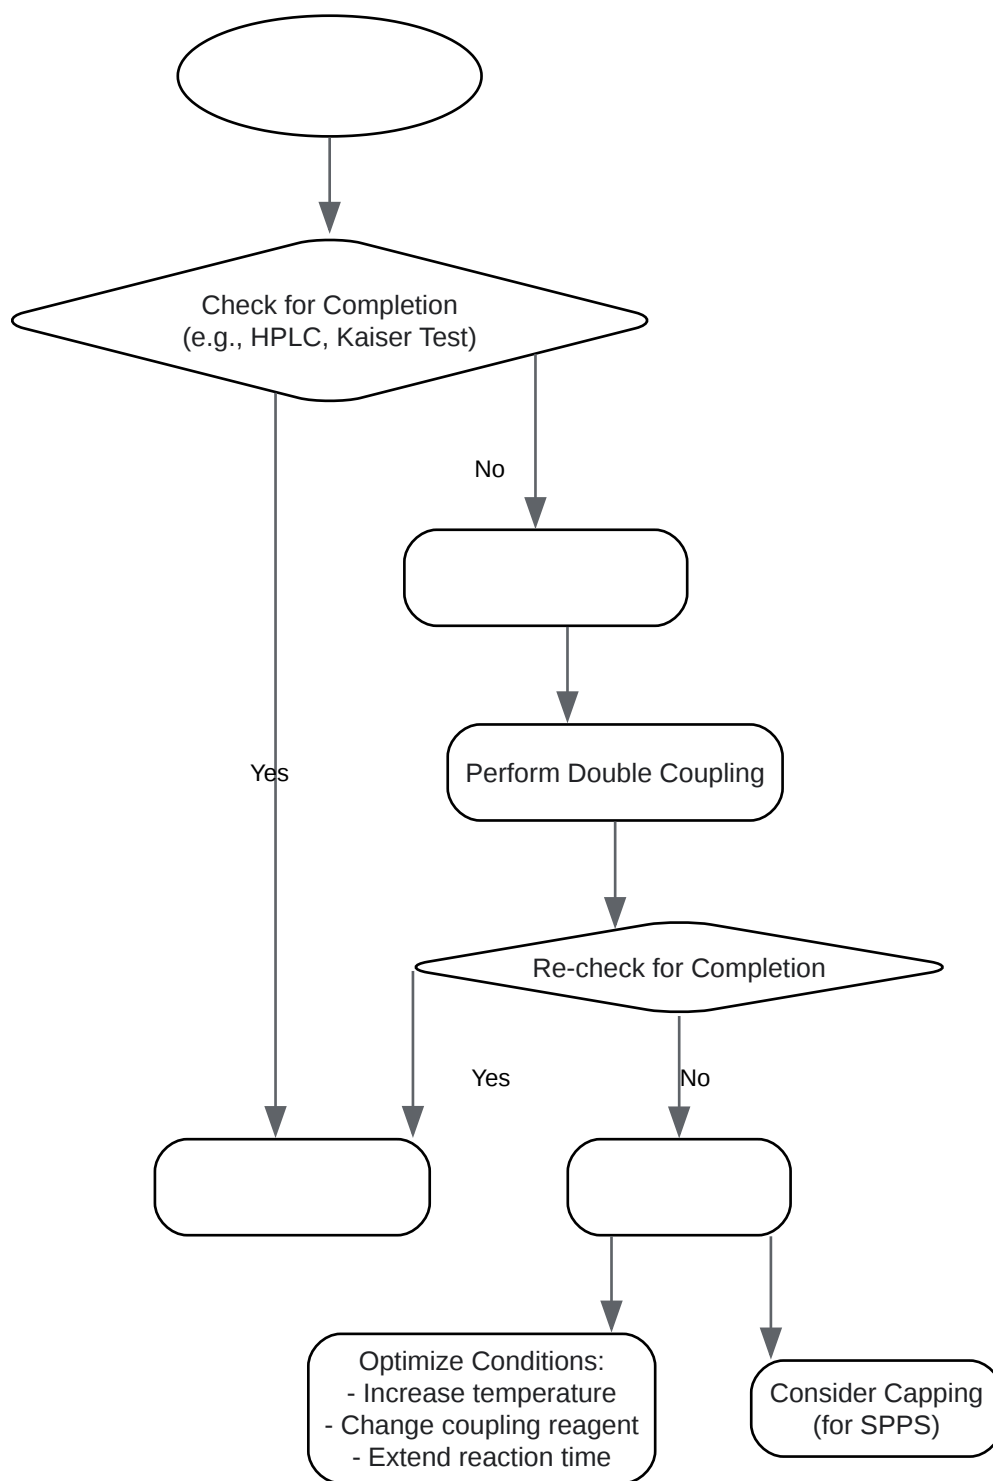 Check for Completion
(e.g., HPLC, Kaiser Test)
No
Perform Double Coupling
Yes
Re-check for Completion
Yes
No
Optimize Conditions:
- Increase temperature
- Change coupling reagent
- Extend reaction time
Consider Capping
(for SPPS)